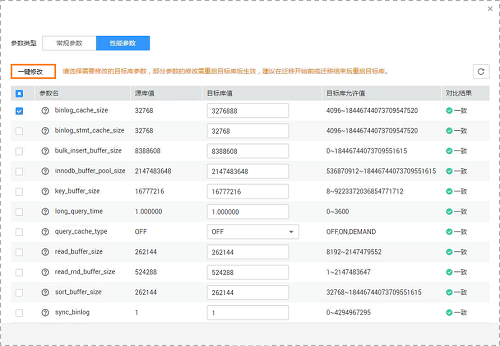 参数类型 常规参数 性能参数
一键修改 请选择需要修改的目标库参数，部分参数的修改需重启目标库后生效，建议在迁移开始前或迁移结束后重启目标库。
参数名 源库值 目标库值 目标库允许值 对比结果
binlog_cache_size 32768 3276888 4096~18446744073709547520 一致
binlog_stmt_cache_size 32768 32768 4096~18446744073709547520 一致
bulk_insert_buffer_size 8388608 8388608 0~18446744073709551615 一致
innodb_buffer_pool_size 2147483648 2147483648 536870912~18446744073709551615 一致
key_buffer_size 16777216 16777216 8~9223372036854771712 一致
long_query_time 1.000000 1.000000 0~3600 一致
query_cache_type OFF OFF OFF,ON,DEMAND 一致
read_buffer_size 262144 262144 8192~2147479552 一致
read_rnd_buffer_size 524288 524288 1~2147483647 一致
sort_buffer_size 262144 262144 32768~18446744073709551615 一致
sync_binlog 1 1 0~4294967295 一致